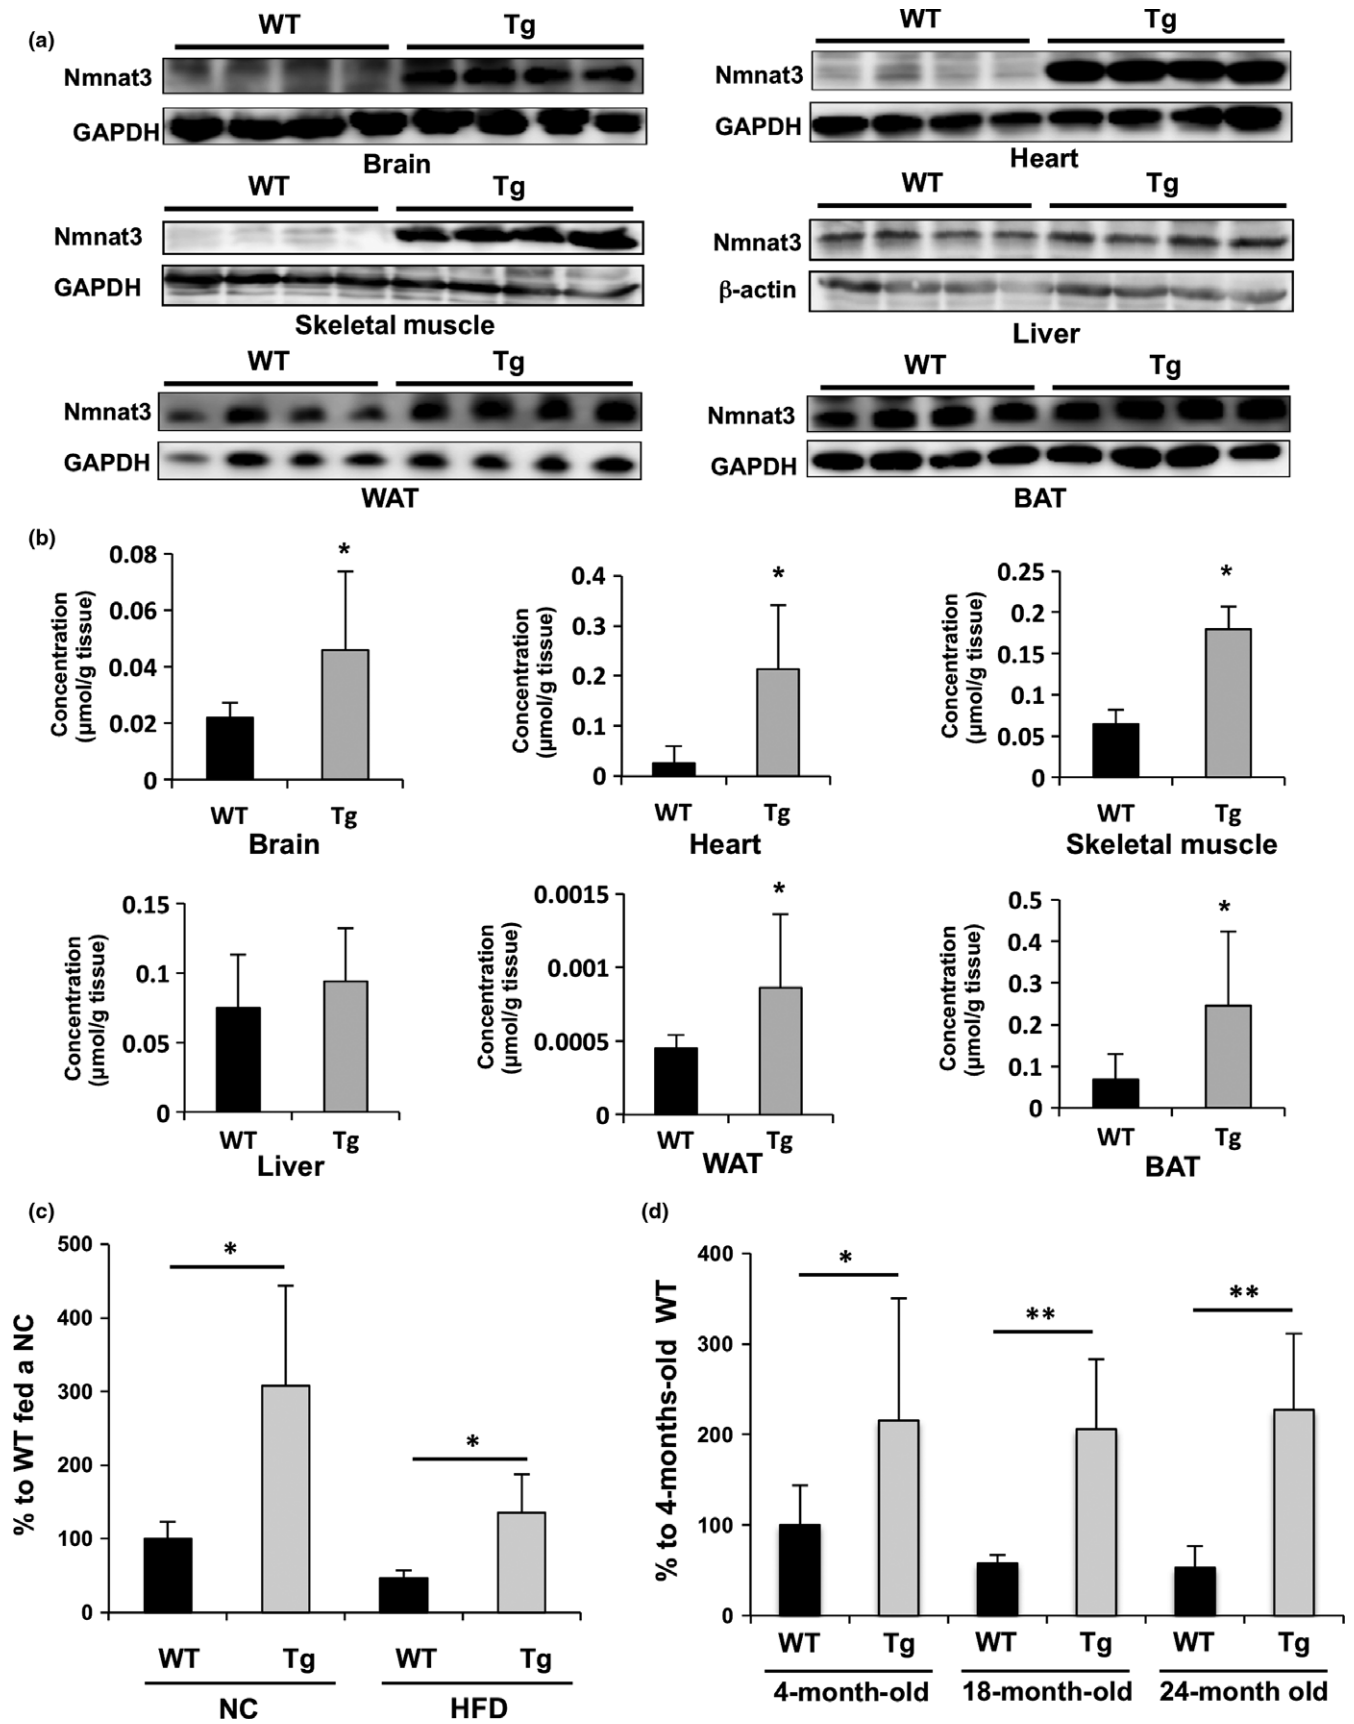 (a)
WT Tg
Nmnat3
GAPDH
Brain
WT Tg
Nmnat3
GAPDH
Heart
WT Tg
Nmnat3
GAPDH
Skeletal muscle
WT Tg
Nmnat3
β-actin
Liver
WT Tg
Nmnat3
GAPDH
WAT
WT Tg
Nmnat3
GAPDH
BAT
(b)
Concentration
(µmol/g tissue)
0.08
0.06
0.04
0.02
0
*
WT Tg
Brain
Concentration
(µmol/g tissue)
0.4
0.3
0.2
0.1
0
*
WT Tg
Heart
Concentration
(µmol/g tissue)
0.25
0.2
0.15
0.1
0.05
0
*
WT Tg
Skeletal muscle
Concentration
(µmol/g tissue)
0.15
0.1
0.05
0
WT Tg
Liver
Concentration
(µmol/g tissue)
0.0015
0.001
0.0005
0
*
WT Tg
WAT
Concentration
(µmol/g tissue)
0.5
0.4
0.3
0.2
0.1
0
*
WT Tg
BAT
(c)
% to WT fed a NC
500
400
300
200
100
0
*
*
WT Tg WT Tg
NC HFD
(d)
% to 4-months-old WT
400
300
200
100
0
*
**
**
WT Tg WT Tg WT Tg
4-month-old 18-month-old 24-month old